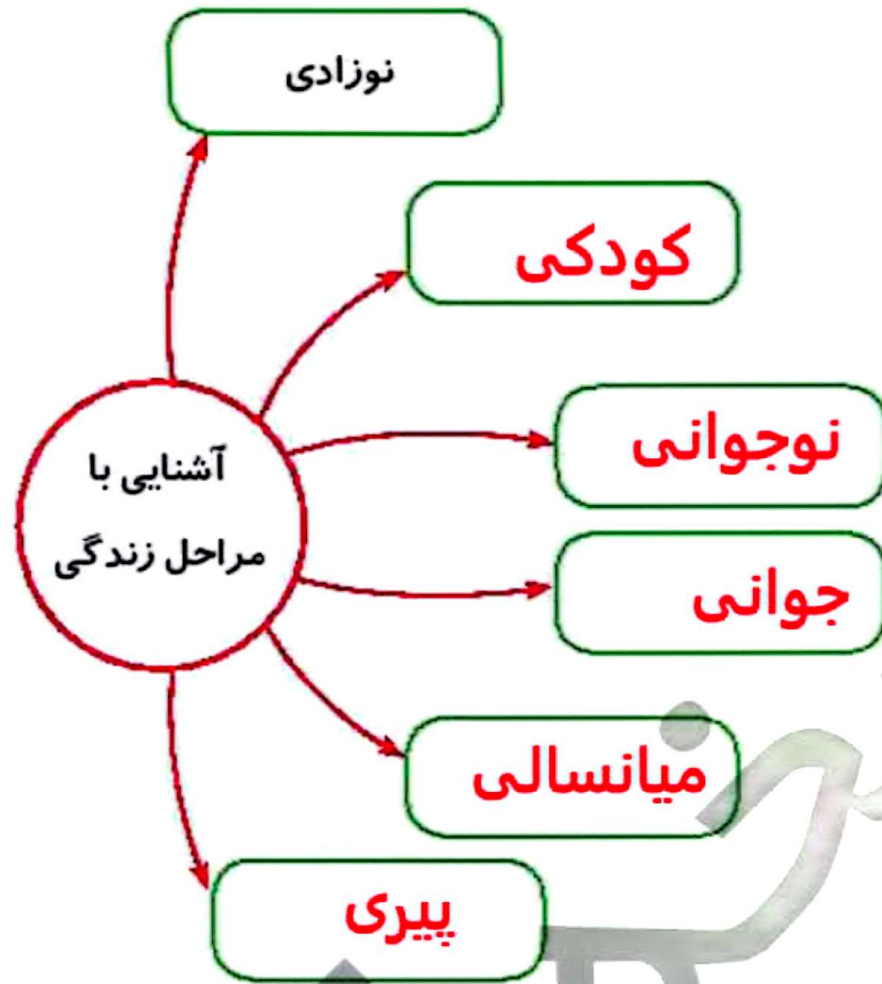 نوزادی
کودکی
نوجوانی
آشنایی با
مراحل زندگی
جوانی
میانسالی
پیری